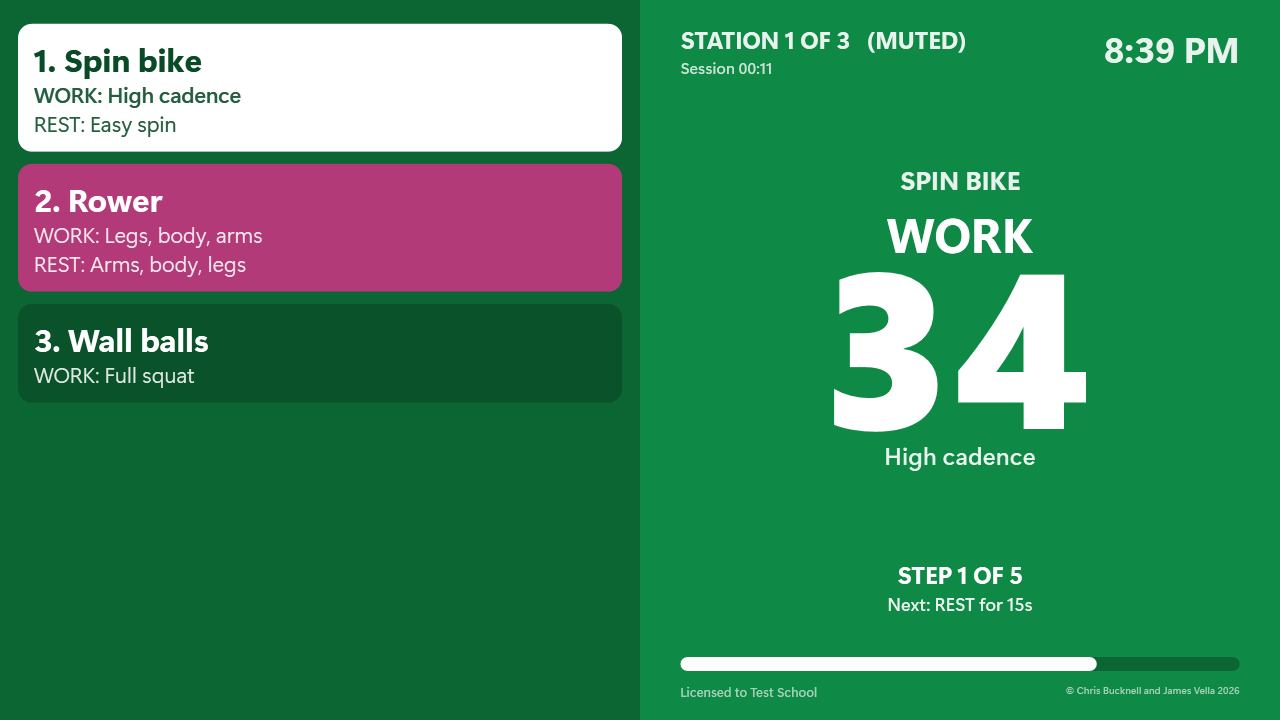 1. Spin bike
WORK: High cadence
REST: Easy spin
2. Rower
WORK: Legs, body, arms
REST: Arms, body, legs
3. Wall balls
WORK: Full squat
STATION 1 OF 3 (MUTED)
Session 00:11
8:39 PM
SPIN BIKE
WORK
34
High cadence
STEP 1 OF 5
Next: REST for 15s
Licensed to Test School
© Chris Bucknell and James Vella 2026